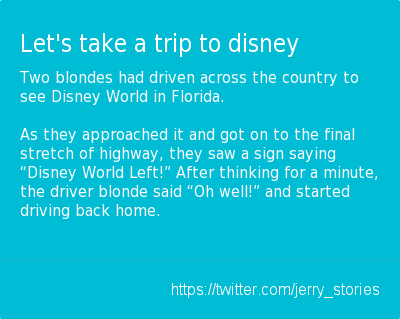 Let's take a trip to disney
Two blondes had driven across the country to
see Disney World in Florida.
As they approached it and got on to the final
stretch of highway, they saw a sign saying
“Disney World Left!” After thinking for a minute,
the driver blonde said “Oh well!” and started
driving back home.
https://twitter.com/jerry_stories